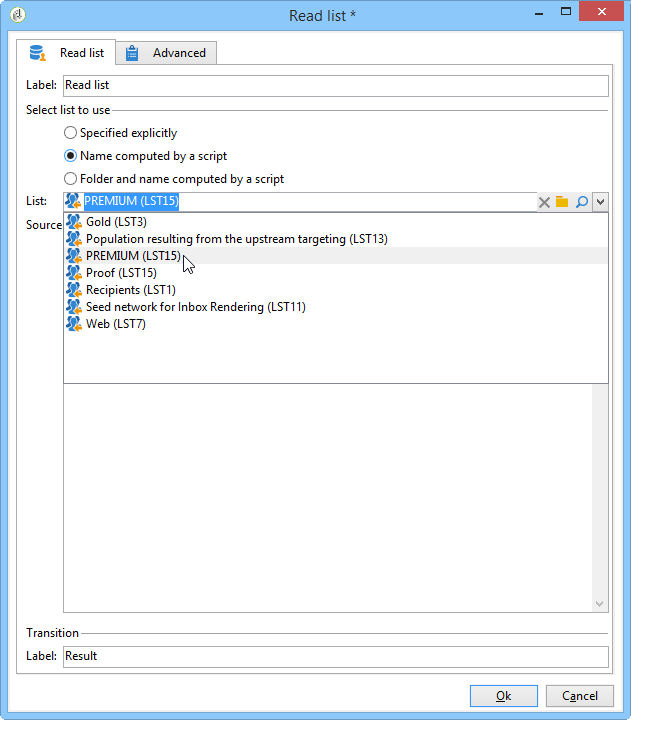 Read list *
Read list
Advanced
Label: Read list
Select list to use
Specified explicitly
Name computed by a script
Folder and name computed by a script
List: PREMIUM (LST15)
Source
Gold (LST3)
Population resulting from the upstream targeting (LST13)
PREMIUM (LST15)
Proof (LST15)
Recipients (LST1)
Seed network for Inbox Rendering (LST11)
Web (LST7)
Transition
Label: Result
Ok
Cancel